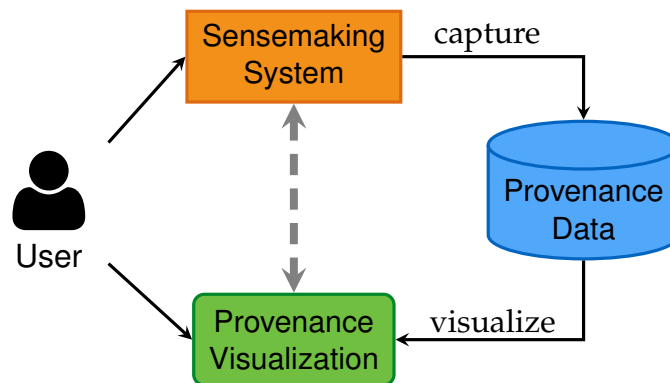 Sensemaking
System
capture
Provenance
Data
User
Provenance
Visualization
visualize